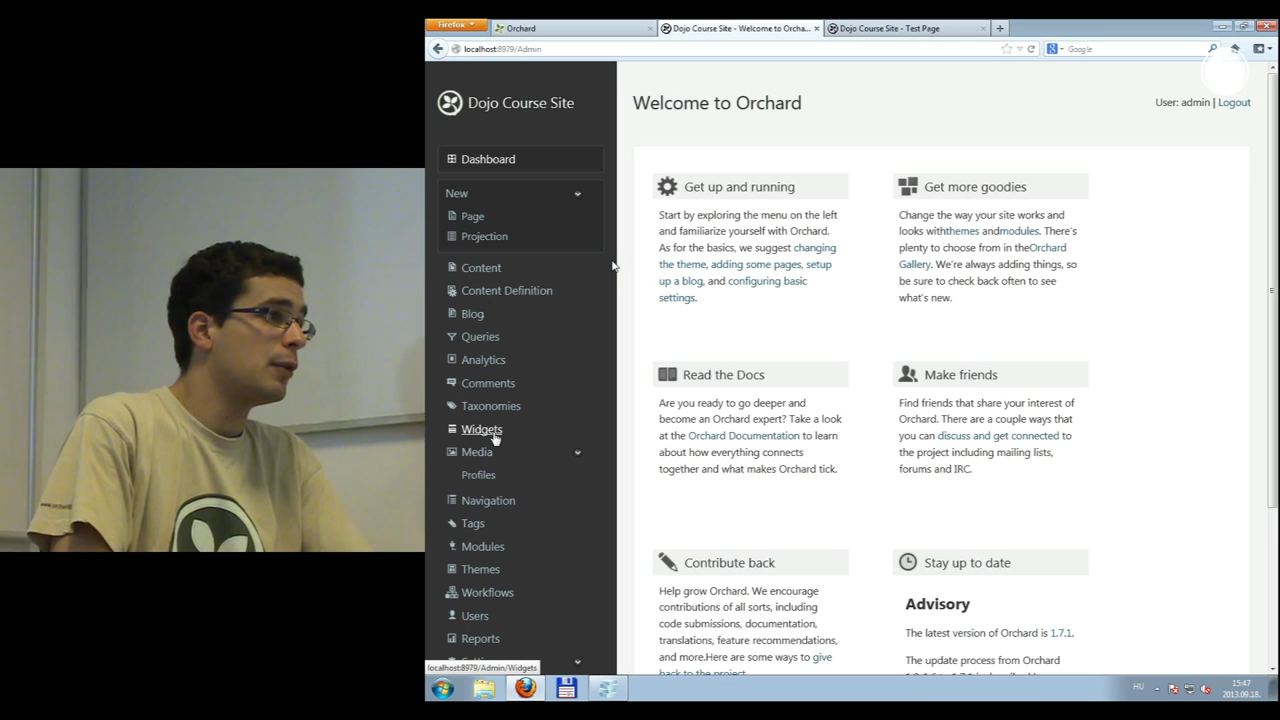 Firefox
Orchard
Dojo Course Site - Welcome to Orcha...
Dojo Course Site - Test Page
localhost:8979/Admin
Google
Dojo Course Site
Welcome to Orchard
User: admin | Logout
Dashboard
New
Page
Projection
Content
Content Definition
Blog
Queries
Analytics
Comments
Taxonomies
Widgets
Media
Profiles
Navigation
Tags
Modules
Themes
Workflows
Users
Reports
Get up and running
Start by exploring the menu on the left
and familiarize yourself with Orchard.
As for the basics, we suggest changing
the theme, adding some pages, setup
up a blog, and configuring basic
settings.
Get more goodies
Change the way your site works and
looks withthemes andmodules. There's
plenty to choose from in theOrchard
Gallery. We're always adding things, so
be sure to check back often to see
what's new.
Read the Docs
Are you ready to go deeper and
become an Orchard expert? Take a look
at the Orchard Documentation to learn
about how everything connects
together and what makes Orchard tick.
Make friends
Find friends that share your interest of
Orchard. There are a couple ways that
you can discuss and get connected to
the project including mailing lists,
forums and IRC.
Contribute back
Help grow Orchard. We encourage
contributions of all sorts, including
code submissions, documentation,
translations, feature recommendations,
and more.Here are some ways to give
back to the project.
Stay up to date
Advisory
The latest version of Orchard is 1.7.1.
The update process from Orchard
localhost:8979/Admin/Widgets
HU
15:47
2013.09.18.